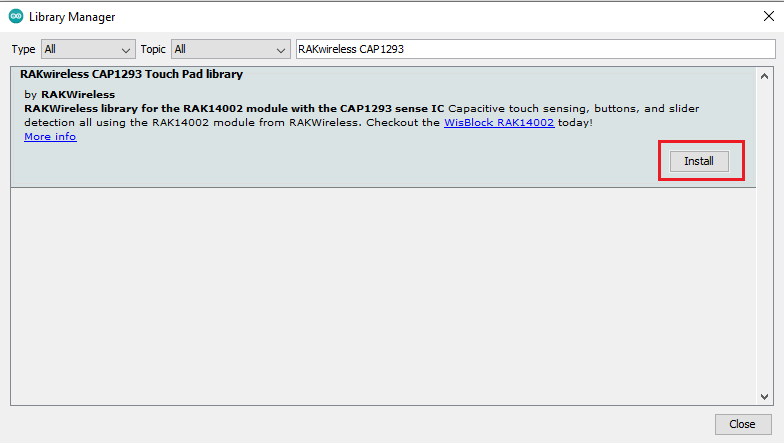 Library Manager
Type All Topic All RAKwireless CAP1293
RAKwireless CAP1293 Touch Pad library
by RAKWireless
RAKWireless library for the RAK14002 module with the CAP1293 sense IC Capacitive touch sensing, buttons, and slider
detection all using the RAK14002 module from RAKWireless. Checkout the WisBlock RAK14002 today!
More info
Install
Close